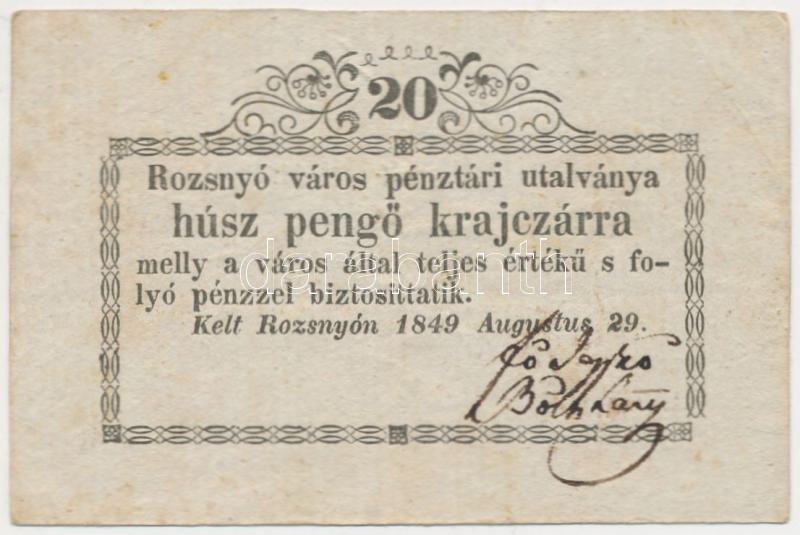 20
Rozsnyó város pénztári utalványa
húsz pengő krajczárra
melly a város által teljes értékű s fo-
lyó pénzzel biztosittatik.
Kelt Rozsnyón 1849 Augustus 29.
darabanth